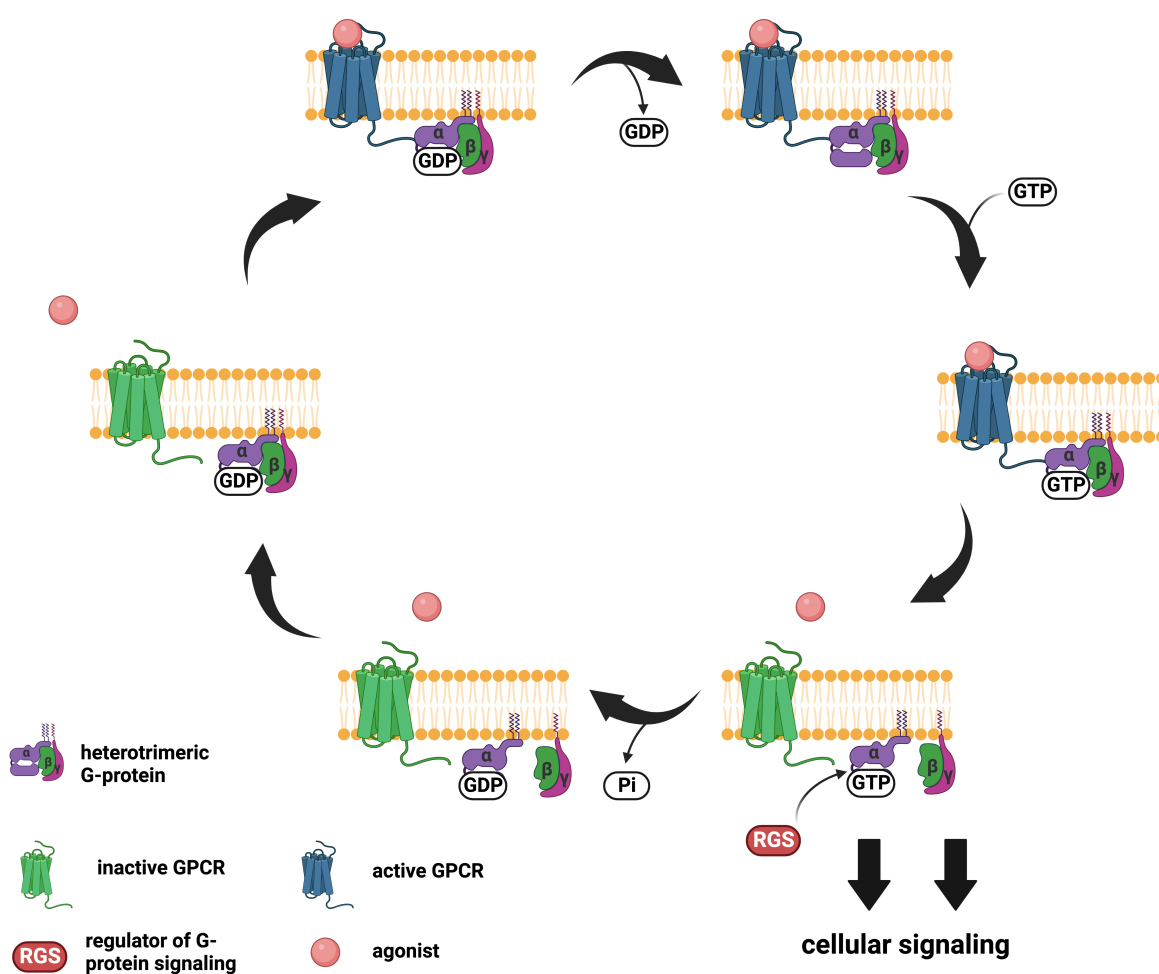 α
β
γ
GDP
GDP
α
β
γ
GTP
α
β
γ
GTP
α
β
γ
GDP
α
β
γ
GDP
Pi
α
β
γ
GTP
RGS
cellular signaling
α
β
γ
heterotrimeric
G-protein
inactive GPCR
active GPCR
RGS
regulator of G-
protein signaling
agonist